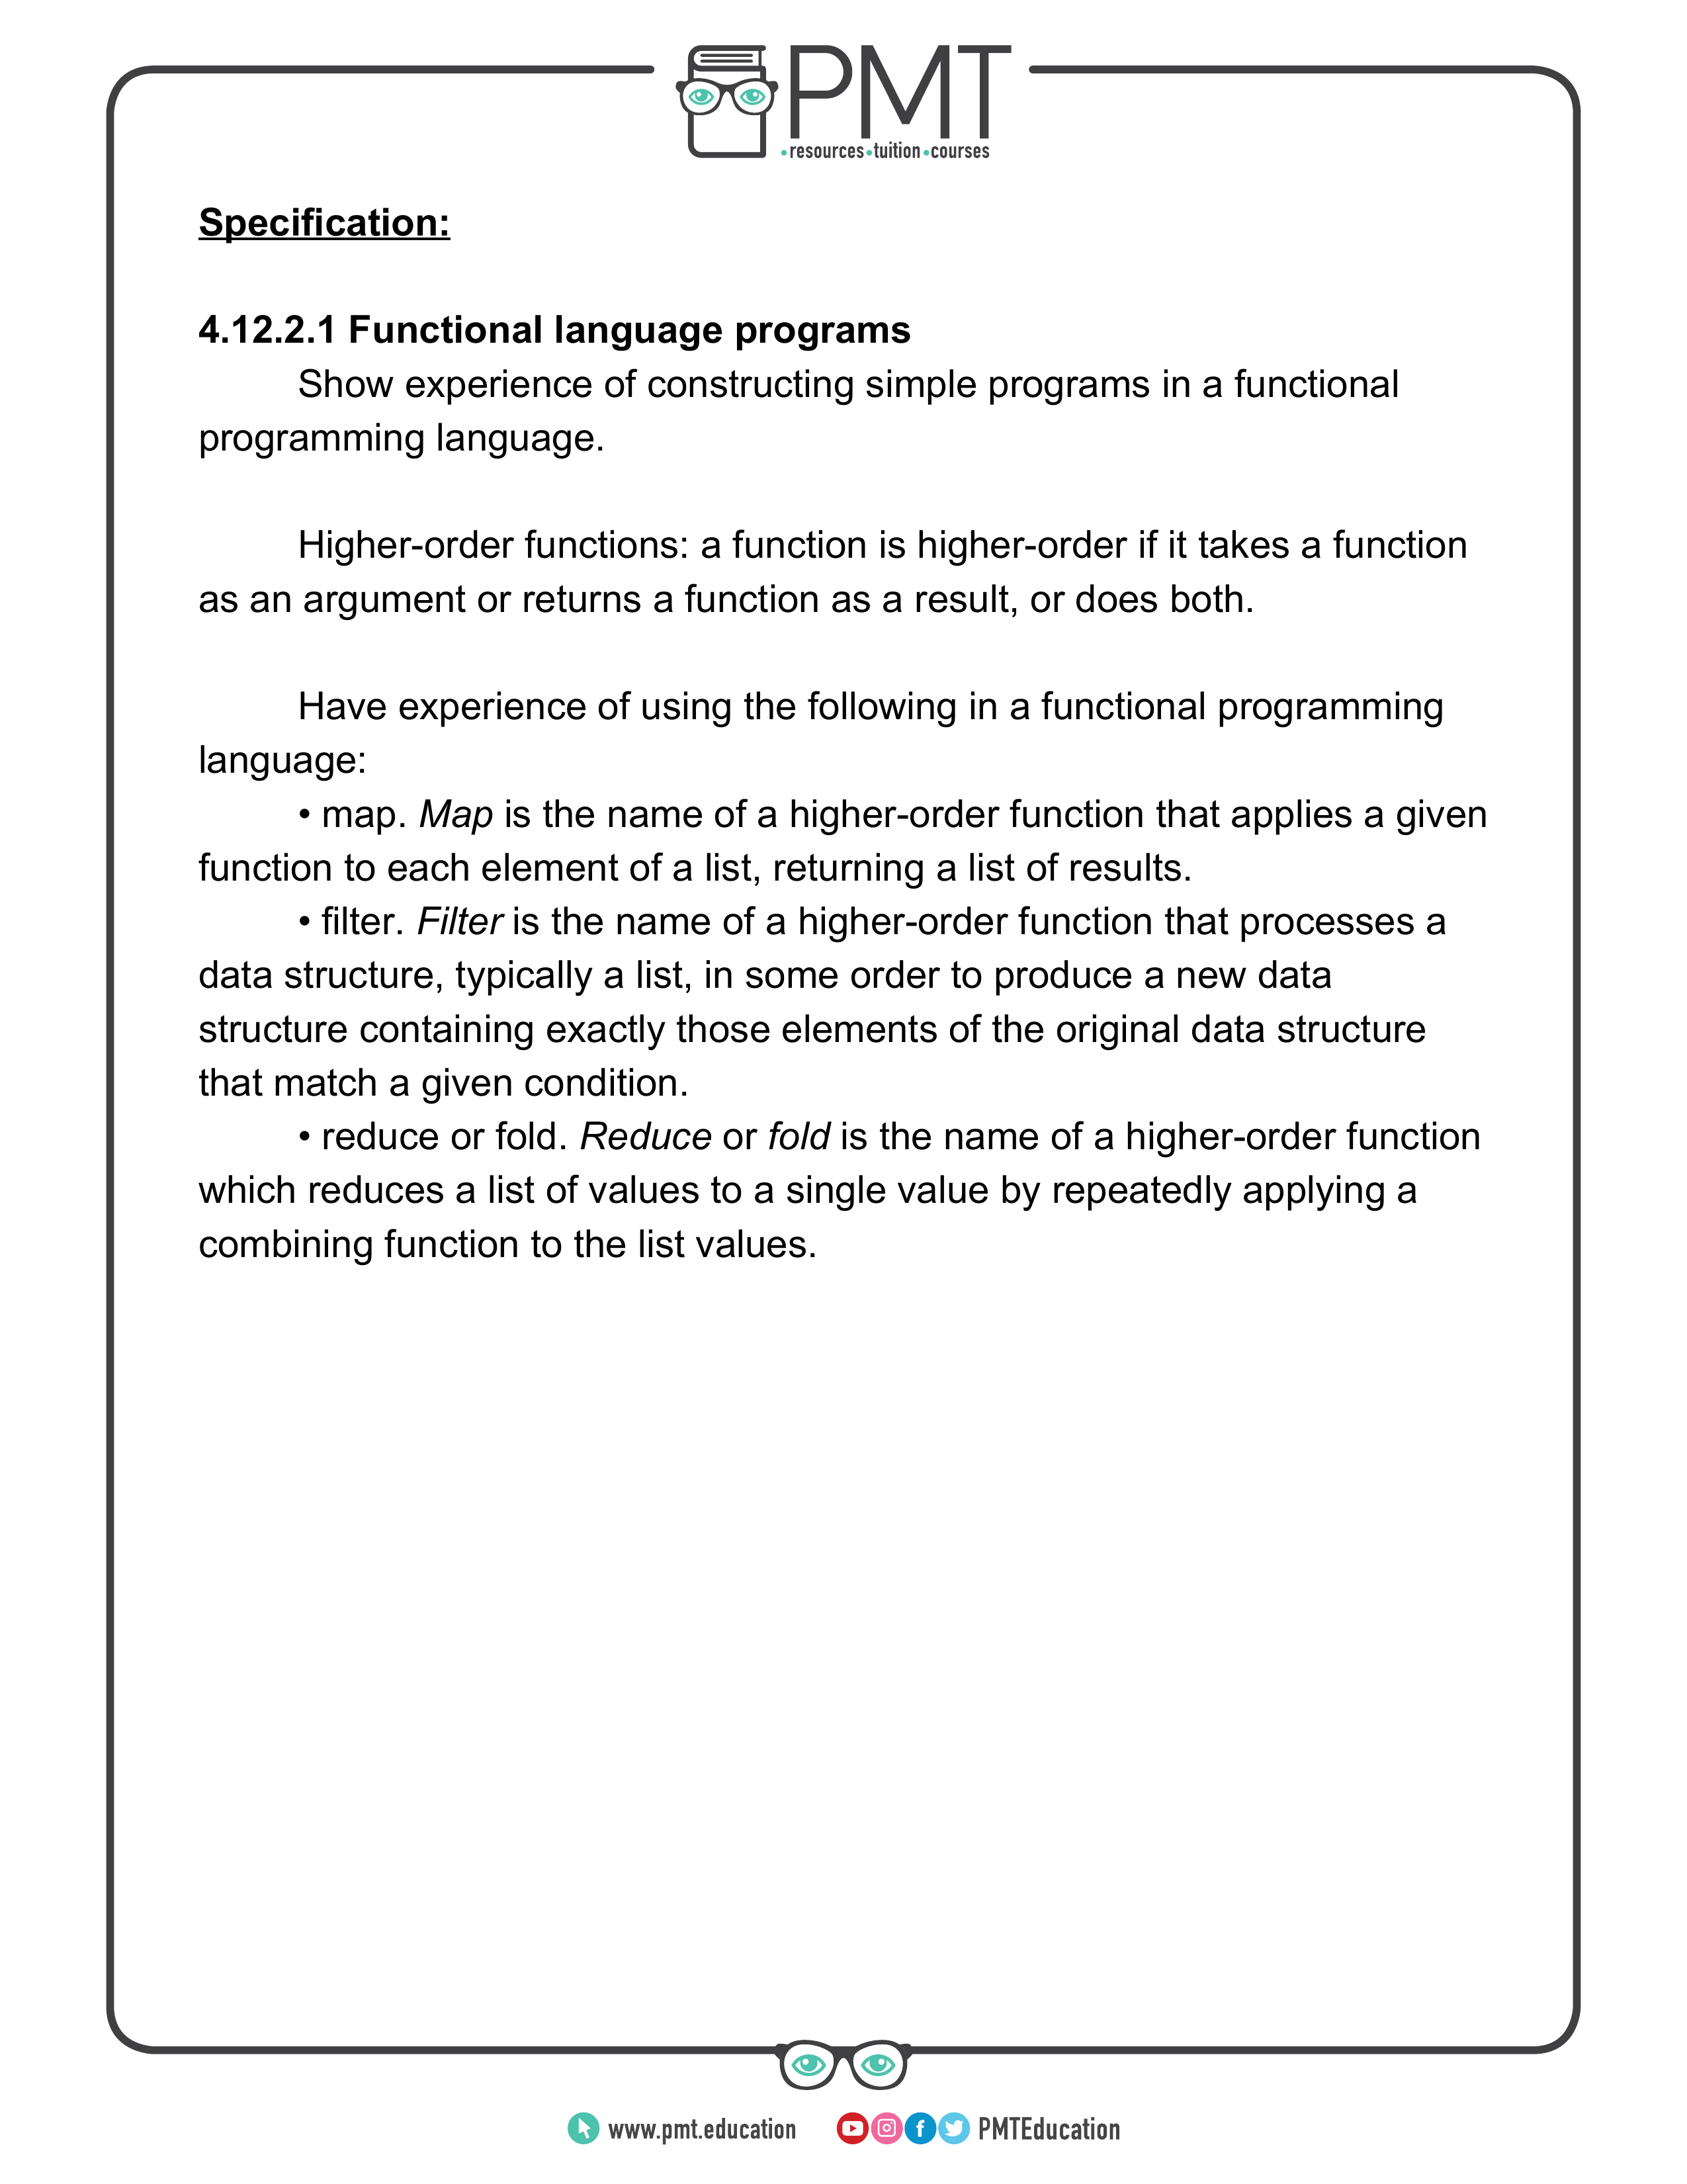 PMT
•resources•tuition•courses
Specification:
4.12.2.1 Functional language programs
Show experience of constructing simple programs in a functional
programming language.
Higher-order functions: a function is higher-order if it takes a function
as an argument or returns a function as a result, or does both.
Have experience of using the following in a functional programming
language:
• map. Map is the name of a higher-order function that applies a given
function to each element of a list, returning a list of results.
• filter. Filter is the name of a higher-order function that processes a
data structure, typically a list, in some order to produce a new data
structure containing exactly those elements of the original data structure
that match a given condition.
• reduce or fold. Reduce or fold is the name of a higher-order function
which reduces a list of values to a single value by repeatedly applying a
combining function to the list values.
www.pmt.education PMTEducation